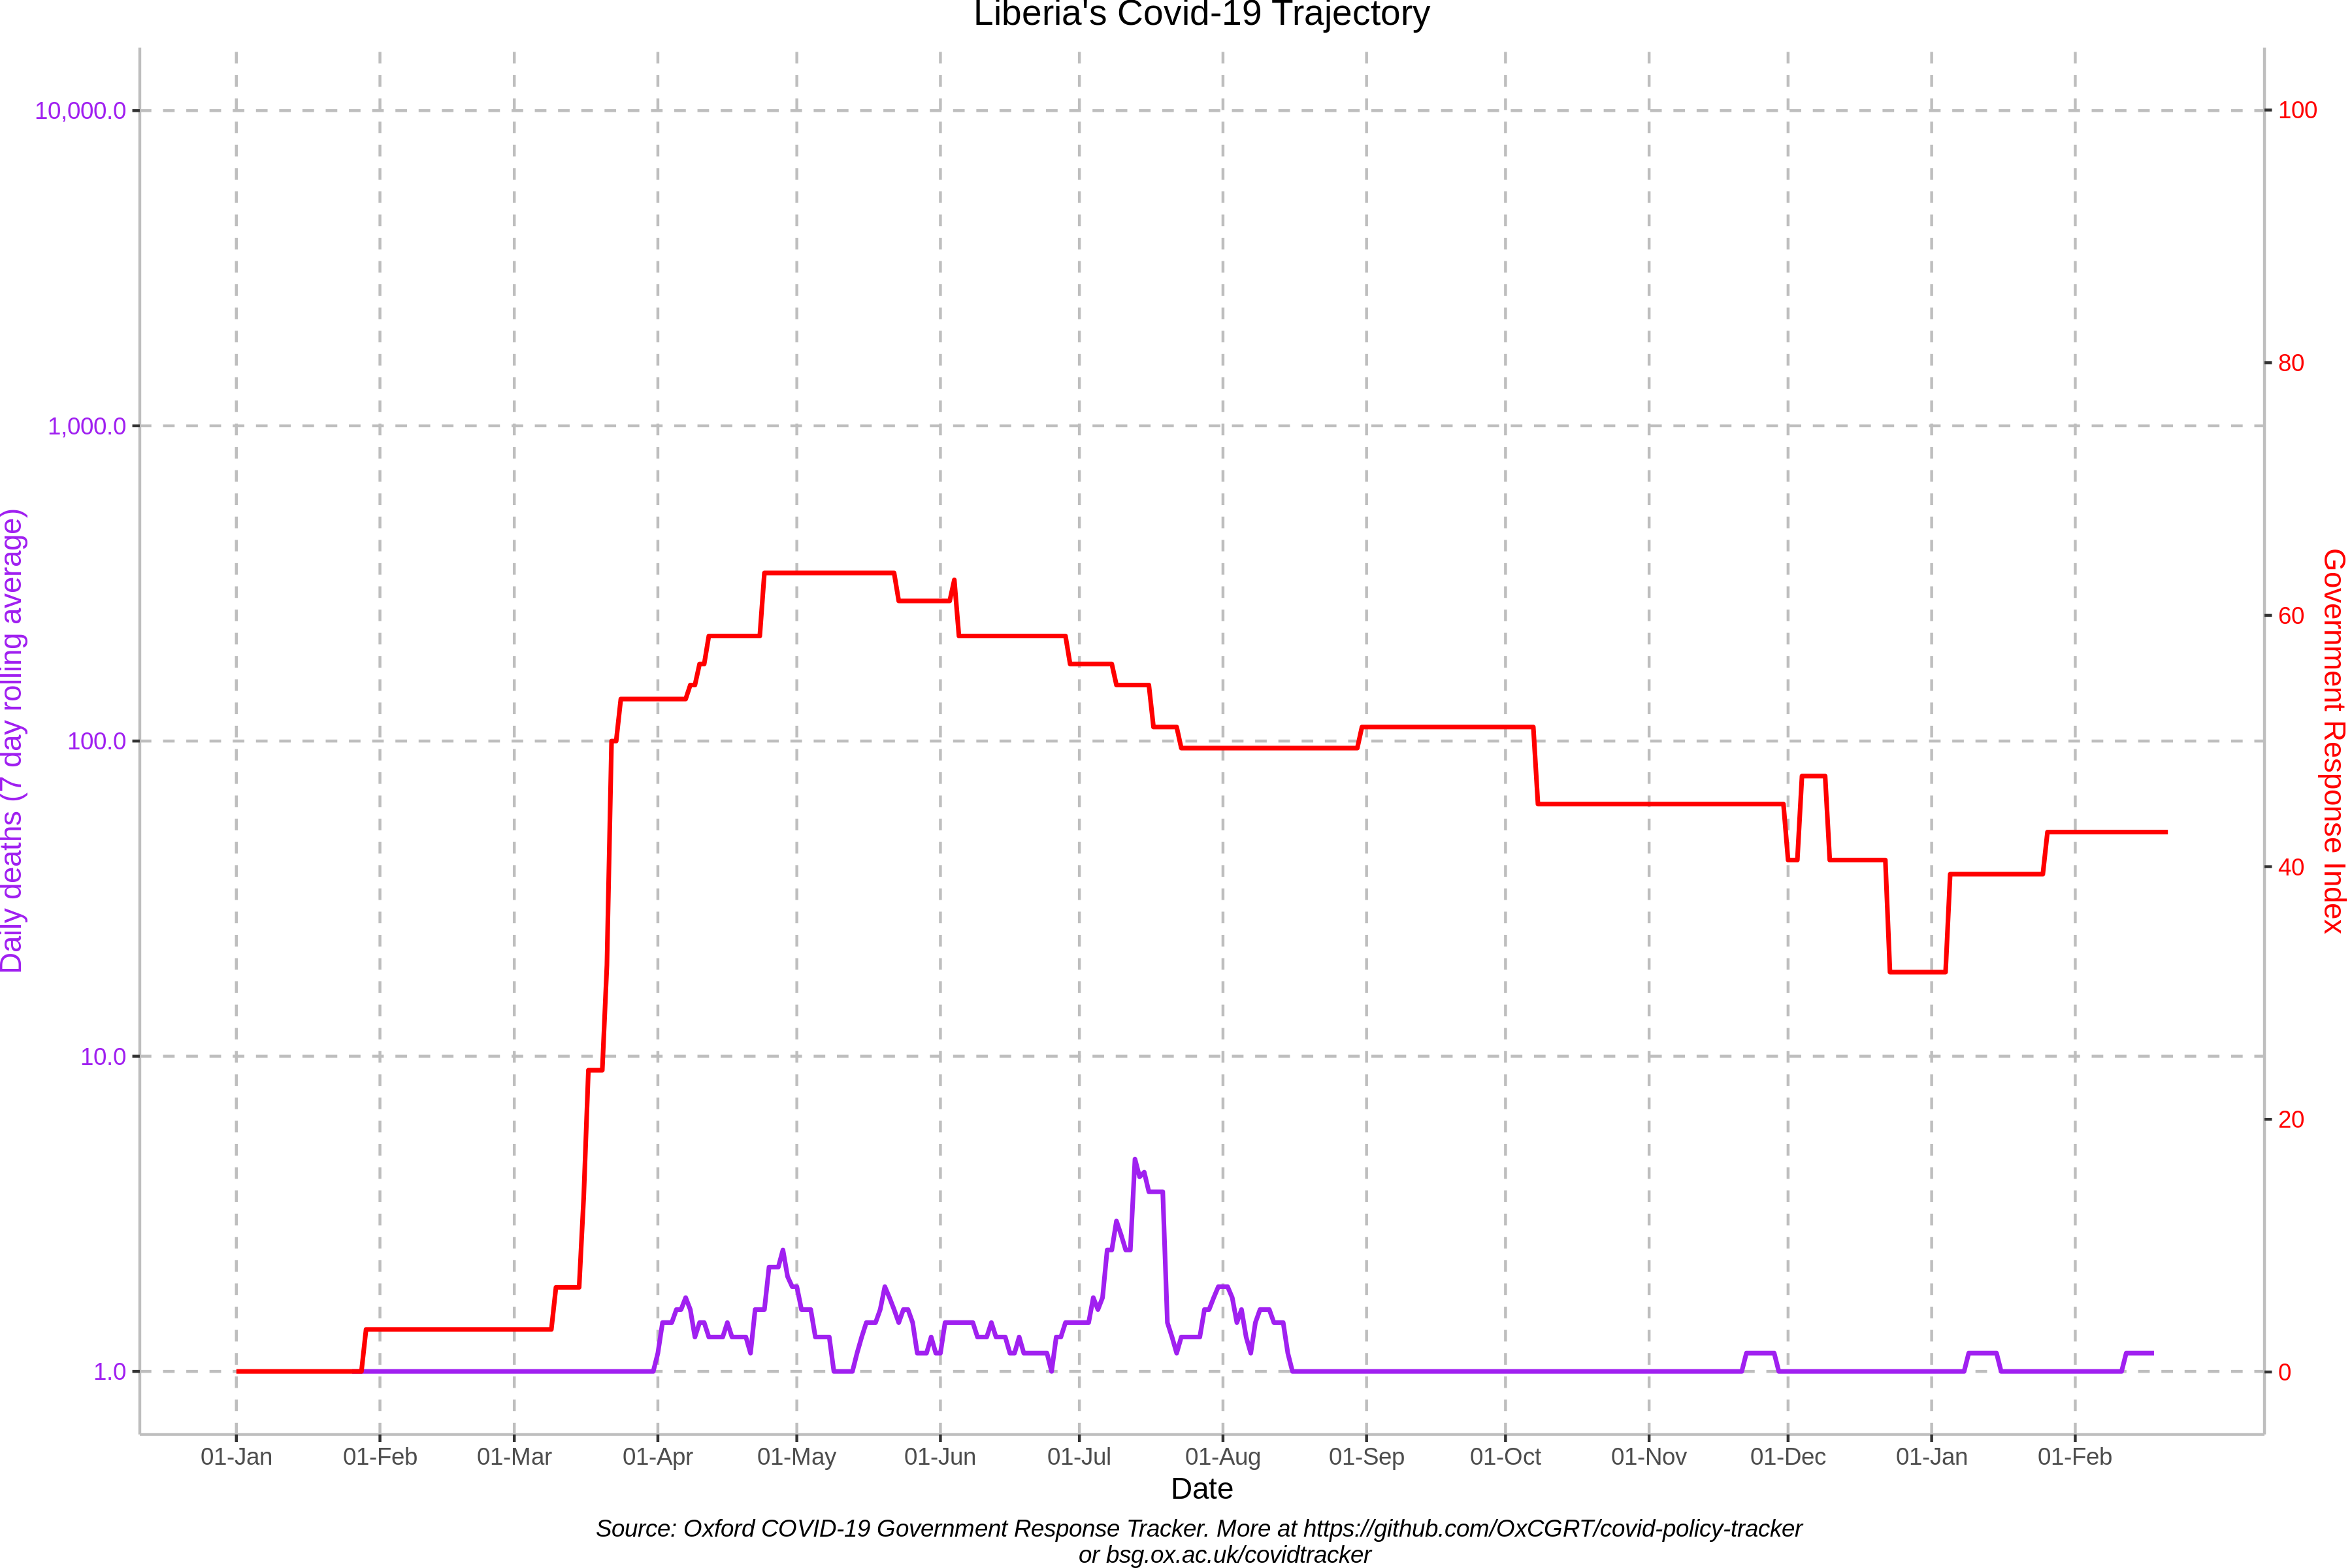 Liberia's Covid-19 Trajectory
10,000.0
1,000.0
100.0
10.0
1.0
Daily deaths (7 day rolling average)
100
80
60
40
20
0
Government Response Index
01-Jan
01-Feb
01-Mar
01-Apr
01-May
01-Jun
01-Jul
01-Aug
01-Sep
01-Oct
01-Nov
01-Dec
01-Jan
01-Feb
Date
Source: Oxford COVID-19 Government Response Tracker. More at https://github.com/OxCGRT/covid-policy-tracker
or bsg.ox.ac.uk/covidtracker